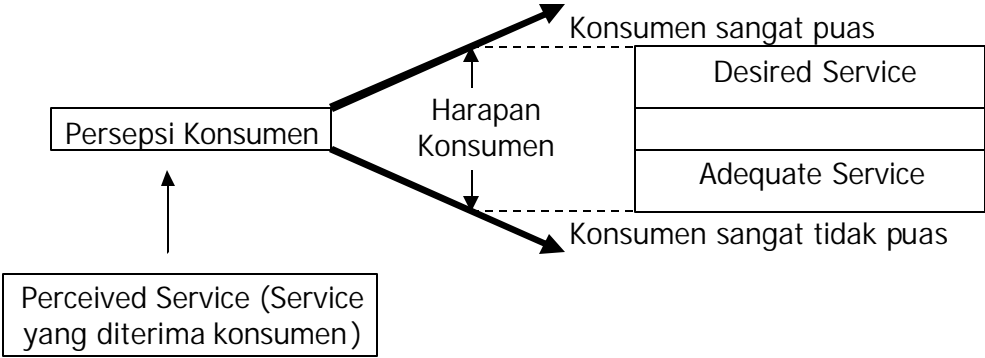 Konsumen sangat puas
Desired Service
Harapan
Konsumen
Persepsi Konsumen
Adequate Service
Konsumen sangat tidak puas
Perceived Service (Service
yang diterima konsumen)